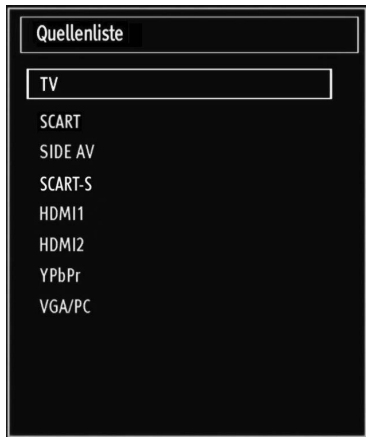 Quellenliste
TV
SCART
SIDE AV
SCART-S
HDMI1
HDMI2
YPbPr
VGA/PC